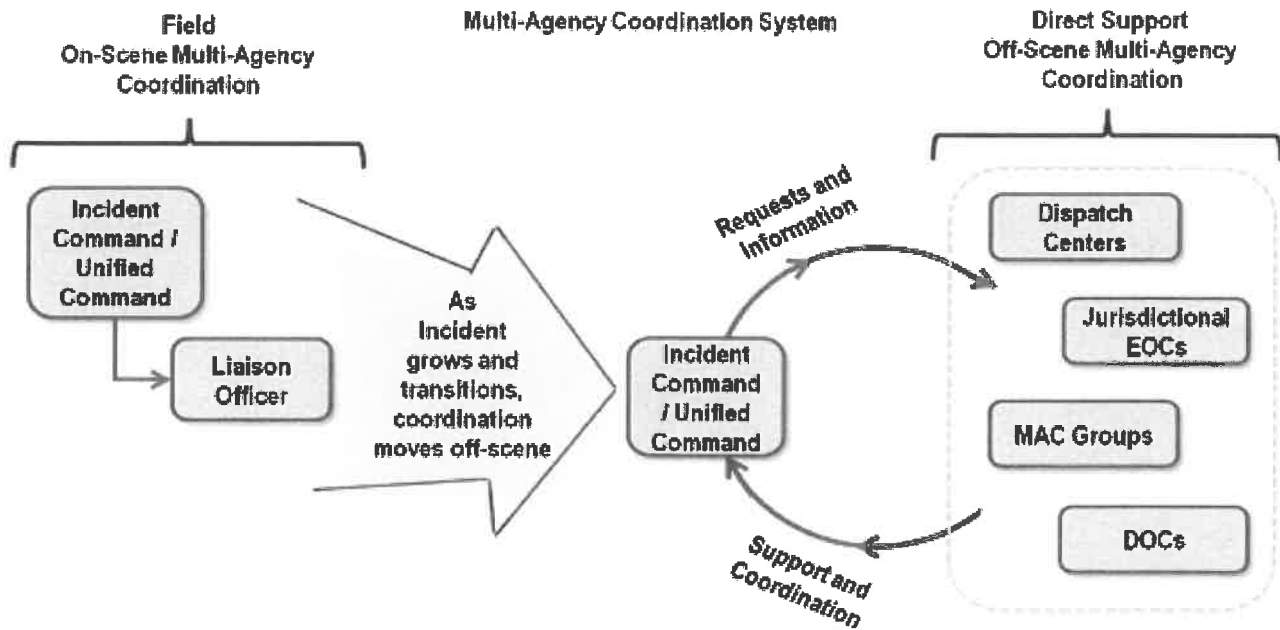 Field
On-Scene Multi-Agency
Coordination
Multi-Agency Coordination System
Direct Support
Off-Scene Multi-Agency
Coordination
Incident
Command /
Unified
Command
Liaison
Officer
As
Incident
grows and
transitions,
coordination
moves off-scene
Incident
Command
/ Unified
Command
Requests and
Information
Support and
Coordination
Dispatch
Centers
Jurisdictional
EOCs
MAC Groups
DOCs